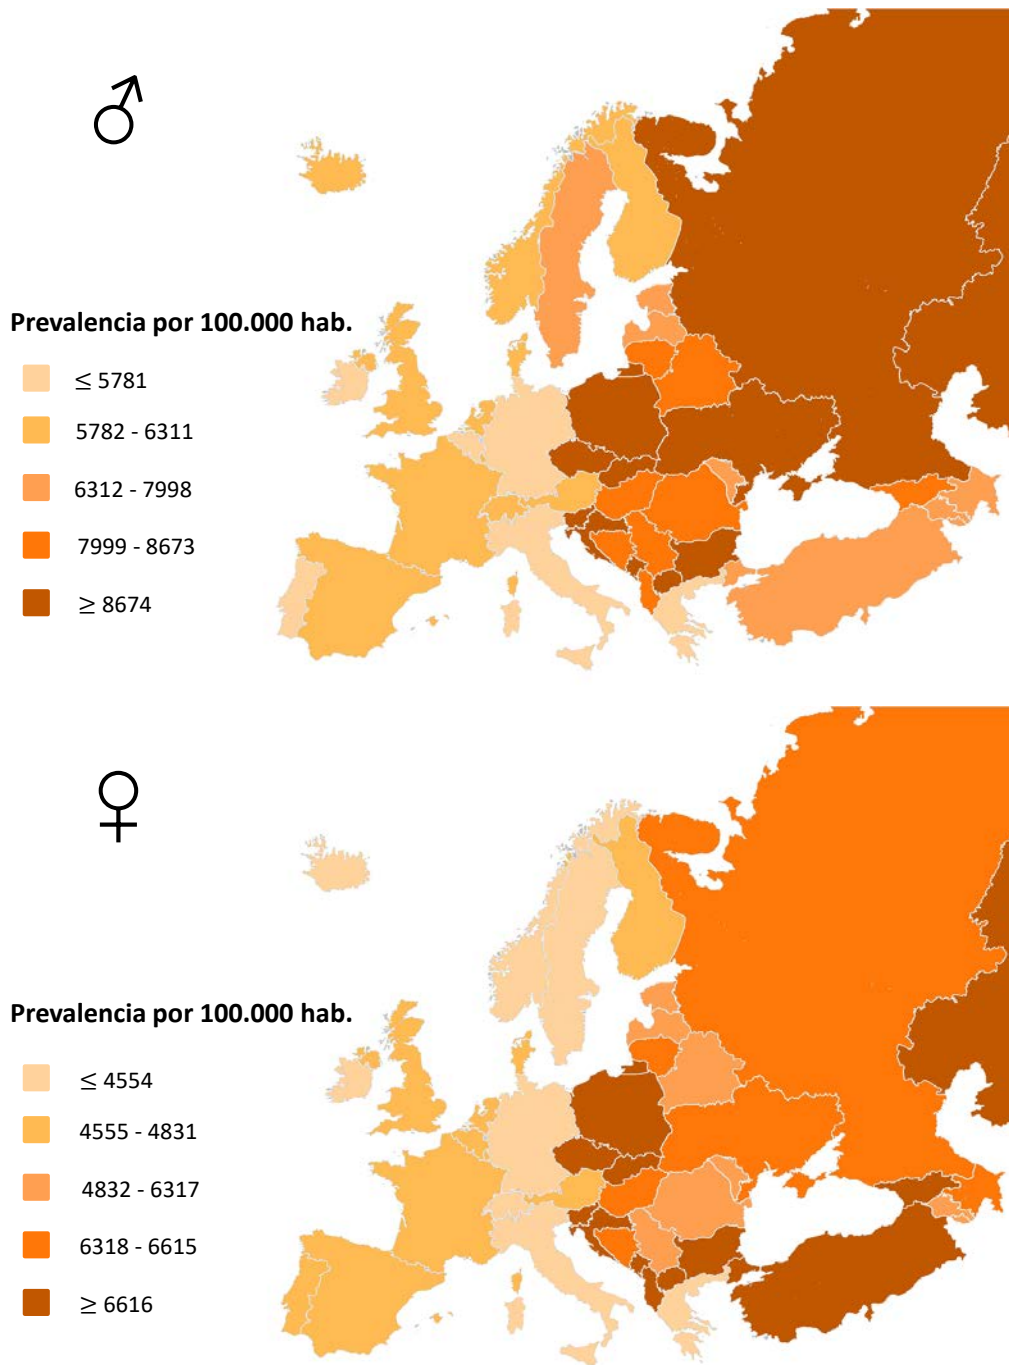 ♂
Prevalencia por 100.000 hab.
≤ 5781
5782 - 6311
6312 - 7998
7999 - 8673
≥ 8674
♀
Prevalencia por 100.000 hab.
≤ 4554
4555 - 4831
4832 - 6317
6318 - 6615
≥ 6616